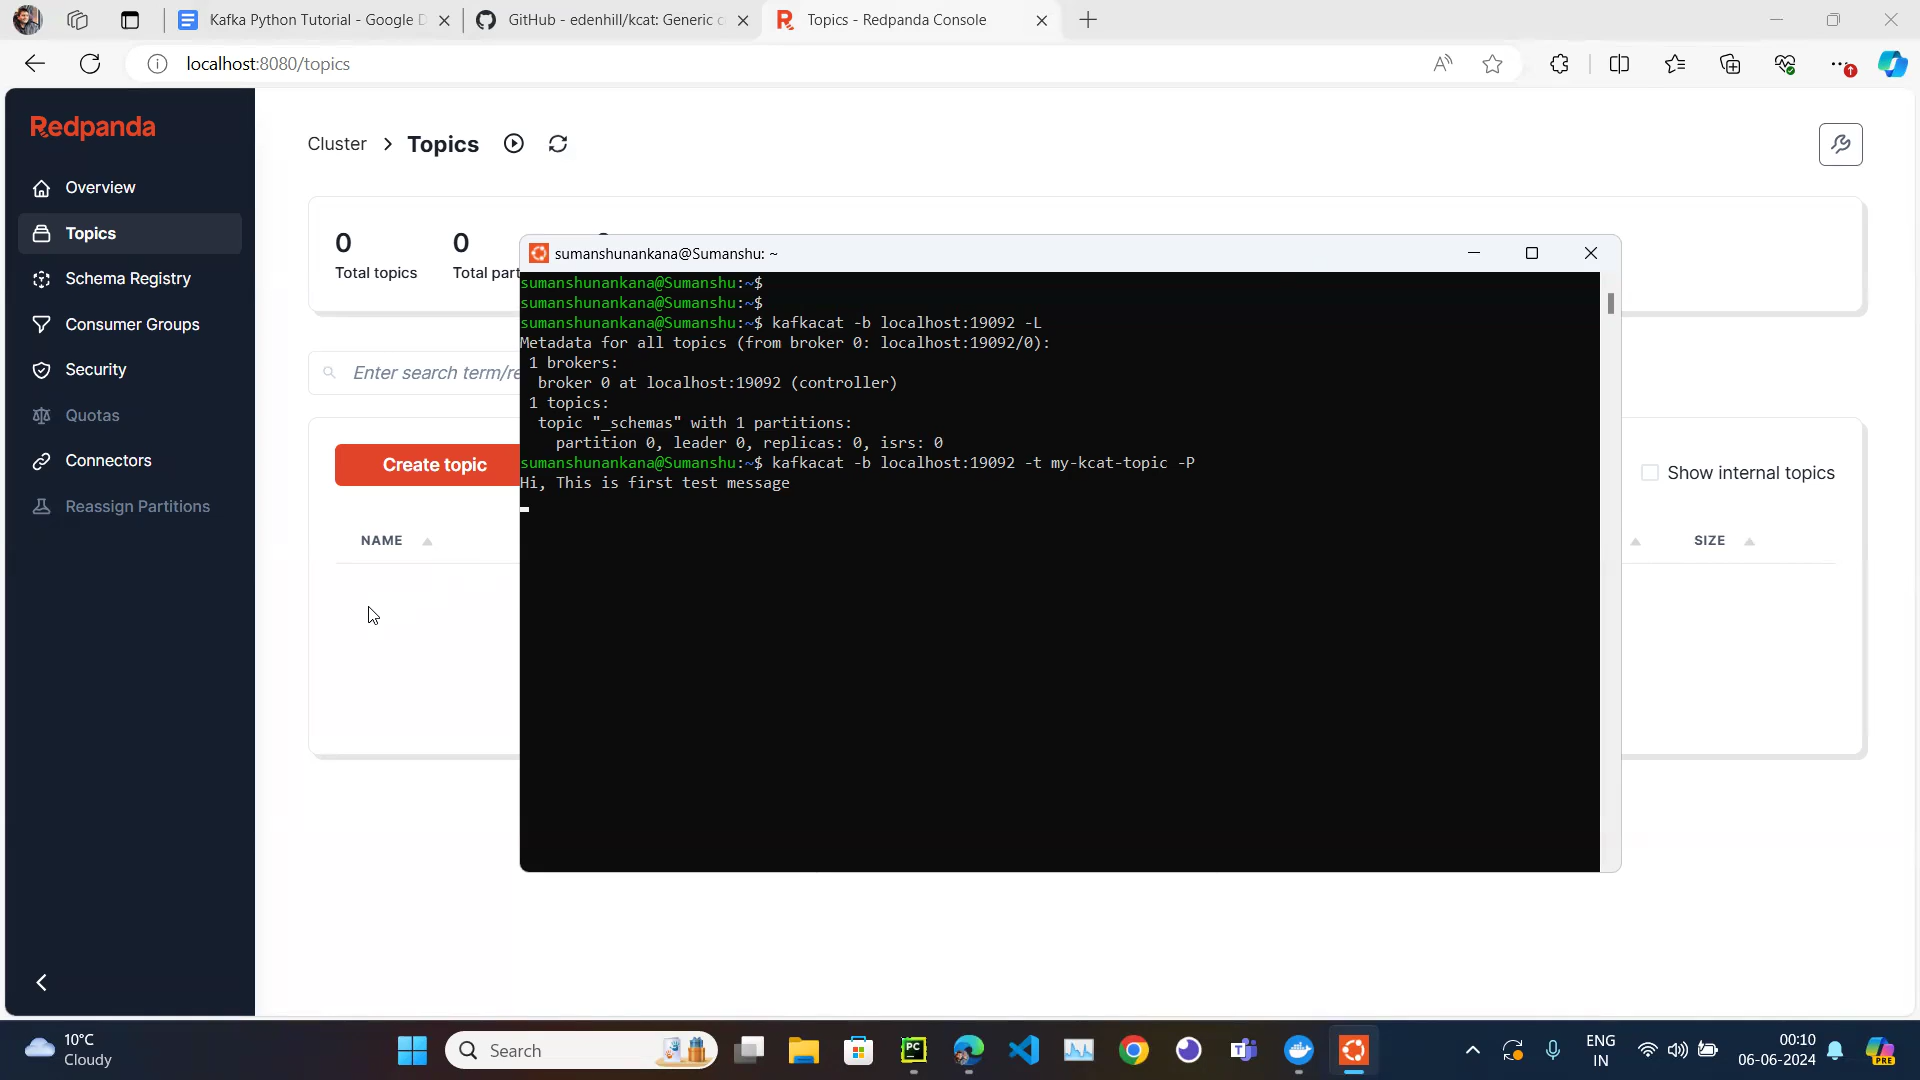 Kafka Python Tutorial - Google D
GitHub - edenhill/kcat: Generic c
Topics - Redpanda Console
localhost:8080/topics
Redpanda
Overview
Topics
Schema Registry
Consumer Groups
Security
Quotas
Connectors
Reassign Partitions
Cluster > Topics
0
Total topics
0
Total part
Enter search term/re
Create topic
Show internal topics
NAME
SIZE
sumanshunankana@Sumanshu: ~
sumanshunankana@Sumanshu:~$
sumanshunankana@Sumanshu:~$
sumanshunankana@Sumanshu:~$ kafkacat -b localhost:19092 -L
Metadata for all topics (from broker 0: localhost:19092/0):
1 brokers:
broker 0 at localhost:19092 (controller)
1 topics:
topic "_schemas" with 1 partitions:
partition 0, leader 0, replicas: 0, isrs: 0
sumanshunankana@Sumanshu:~$ kafkacat -b localhost:19092 -t my-kcat-topic -P
Hi, This is first test message
10°C
Cloudy
Search
PC
ENG
IN
00:10
06-06-2024
PRE